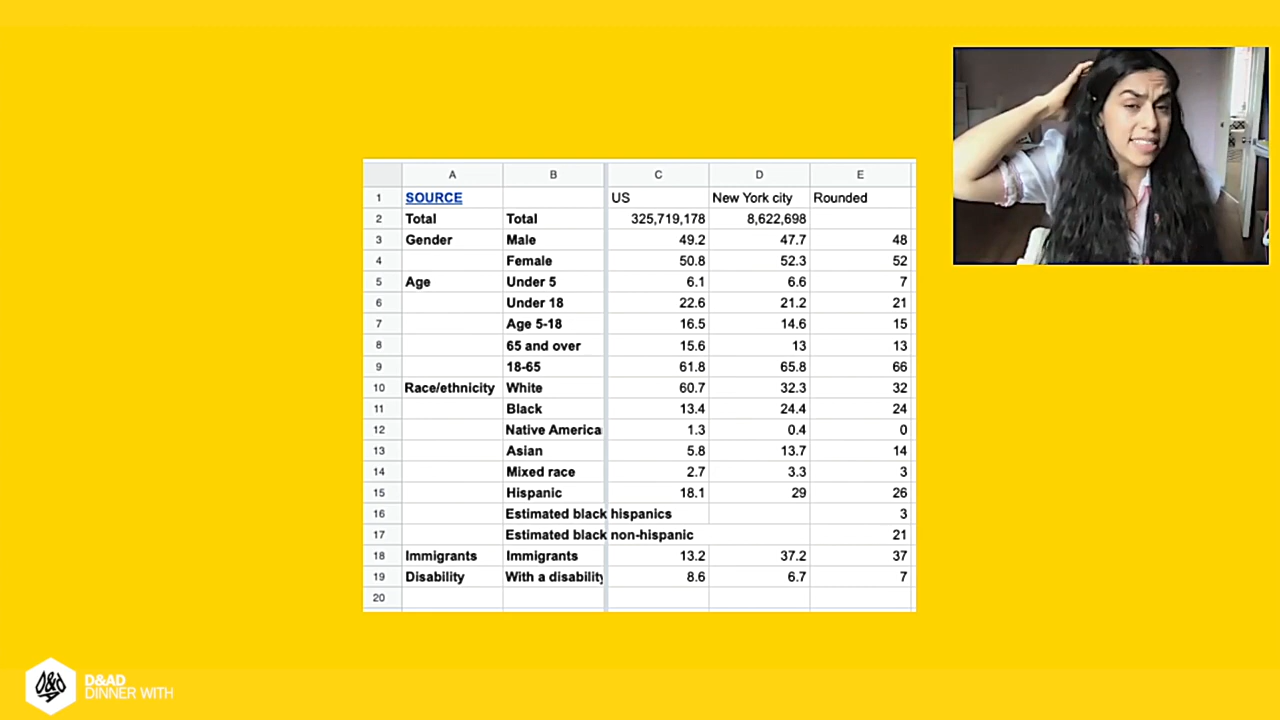 A B C D E
1 SOURCE US New York city Rounded
2 Total Total 325,719,178 8,622,698
3 Gender Male 49.2 47.7 48
4 Female 50.8 52.3 52
5 Age Under 5 6.1 6.6 7
6 Under 18 22.6 21.2 21
7 Age 5-18 16.5 14.6 15
8 65 and over 15.6 13 13
9 18-65 61.8 65.8 66
10 Race/ethnicity White 60.7 32.3 32
11 Black 13.4 24.4 24
12 Native America 1.3 0.4 0
13 Asian 5.8 13.7 14
14 Mixed race 2.7 3.3 3
15 Hispanic 18.1 29 26
16 Estimated black hispanics 3
17 Estimated black non-hispanic 21
18 Immigrants Immigrants 13.2 37.2 37
19 Disability With a disability 8.6 6.7 7
20
D&AD
D&AD
DINNER WITH